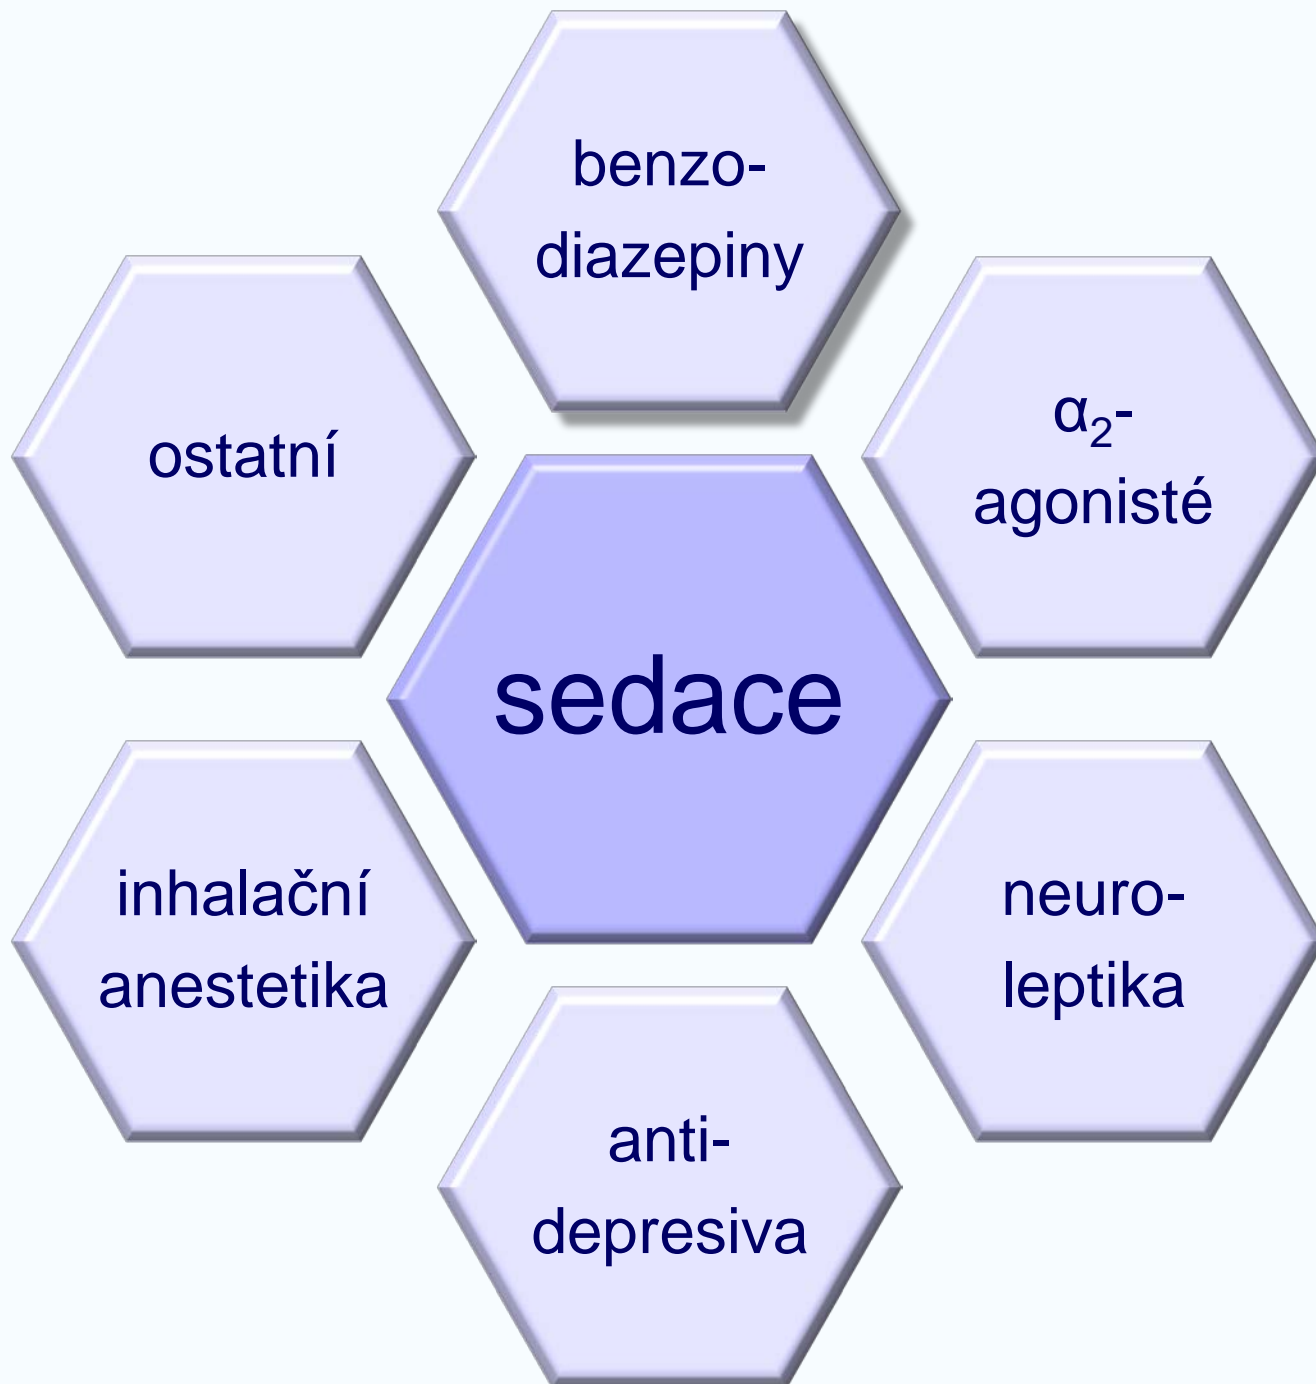 benzo-
diazepiny
α₂-
agonisté
ostatní
sedace
inhalační
anestetika
neuro-
leptika
anti-
depresiva